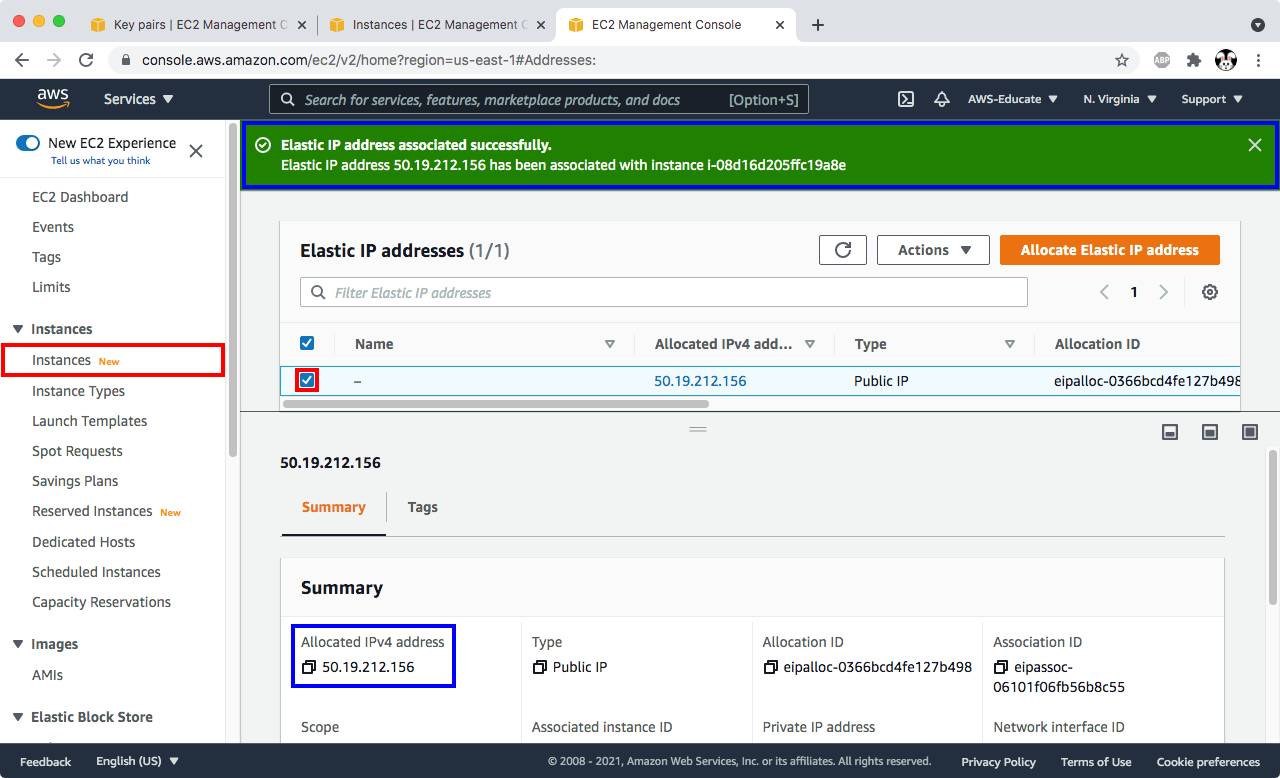 Key pairs | EC2 Management C
Instances | EC2 Management C
EC2 Management Console
console.aws.amazon.com/ec2/v2/home?region=us-east-1#Addresses:
ABP
aws
Services
Search for services, features, marketplace products, and docs
[Option+S]
AWS-Educate
N. Virginia
Support
New EC2 Experience
Tell us what you think
EC2 Dashboard
Events
Tags
Limits
Instances
Instances New
Instance Types
Launch Templates
Spot Requests
Savings Plans
Reserved Instances New
Dedicated Hosts
Scheduled Instances
Capacity Reservations
Images
AMIs
Elastic Block Store
Elastic IP address associated successfully.
Elastic IP address 50.19.212.156 has been associated with instance i-08d16d205ffc19a8e
Elastic IP addresses (1/1)
Actions
Allocate Elastic IP address
Filter Elastic IP addresses
1
Name
Allocated IPv4 add...
Type
Allocation ID
–
50.19.212.156
Public IP
eipalloc-0366bcd4fe127b498
50.19.212.156
Summary
Tags
Summary
Allocated IPv4 address
50.19.212.156
Type
Public IP
Allocation ID
eipalloc-0366bcd4fe127b498
Association ID
eipassoc-
06101f06fb56b8c55
Scope
Associated instance ID
Private IP address
Network interface ID
Feedback
English (US)
© 2008 - 2021, Amazon Web Services, Inc. or its affiliates. All rights reserved.
Privacy Policy
Terms of Use
Cookie preferences